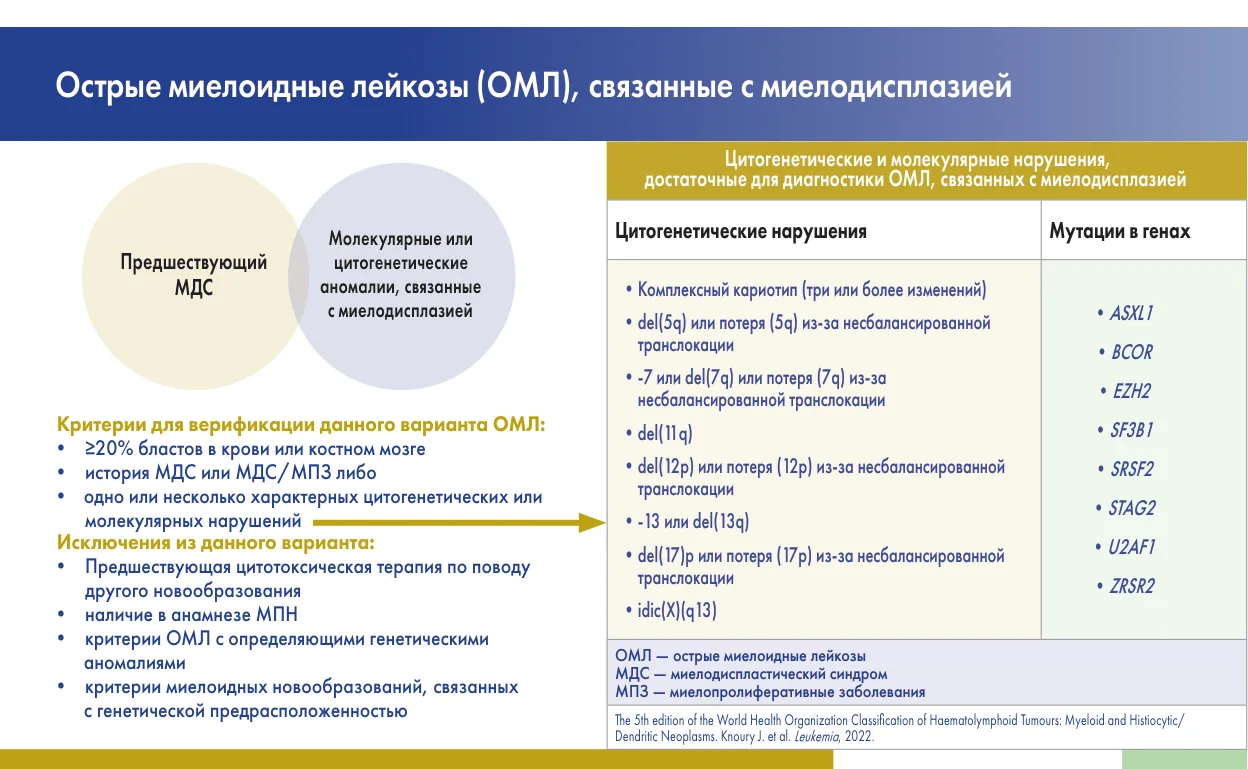 Острые миелоидные лейкозы (ОМЛ), связанные с миелодисплазией
Предшествующий
МДС
Молекулярные или
цитогенетические
аномалии, связанные
с миелодисплазией
Критерии для верификации данного варианта ОМЛ:
• ≥20% бластов в крови или костном мозге
• история МДС или МДС/МПЗ либо
• одно или несколько характерных цитогенетических или
молекулярных нарушений
Исключения из данного варианта:
• Предшествующая цитотоксическая терапия по поводу
другого новообразования
• наличие в анамнезе МПН
• критерии ОМЛ с определяющими генетическими
аномалиями
• критерии миелоидных новообразований, связанных
с генетической предрасположенностью
Цитогенетические и молекулярные нарушения,
достаточные для диагностики ОМЛ, связанных с миелодисплазией
Цитогенетические нарушения
• Комплексный кариотип (три или более изменений)
• del(5q) или потеря (5q) из-за несбалансированной
транслокации
• -7 или del(7q) или потеря (7q) из-за
несбалансированной транслокации
• del(11q)
• del(12p) или потеря (12p) из-за несбалансированной
транслокации
• -13 или del(13q)
• del(17)p или потеря (17p) из-за несбалансированной
транслокации
• idic(X)(q13)
Мутации в генах
• ASXL1
• BCOR
• EZH2
• SF3B1
• SRSF2
• STAG2
• U2AF1
• ZRSR2
ОМЛ — острые миелоидные лейкозы
МДС — миелодиспластический синдром
МПЗ — миелопролиферативные заболевания
The 5th edition of the World Health Organization Classification of Haematolymphoid Tumours: Myeloid and Histiocytic/
Dendritic Neoplasms. Knoury J. et al. Leukemia, 2022.